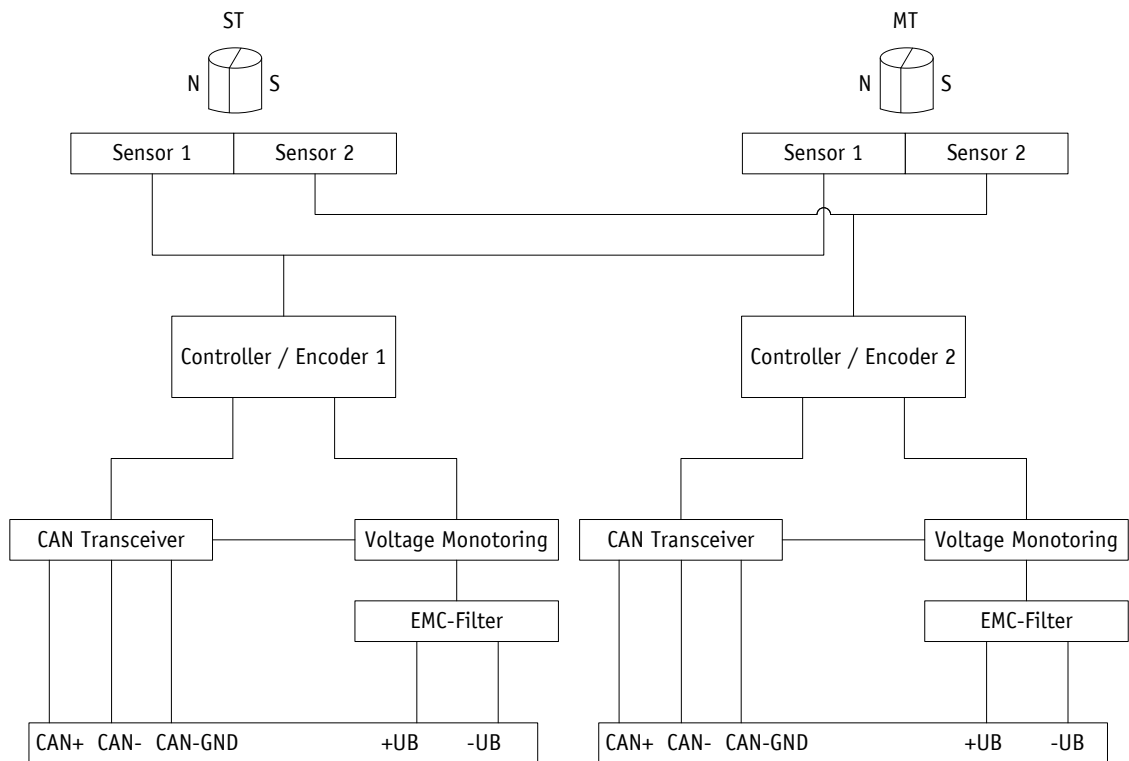 ST MT
N S N S
Sensor 1 Sensor 2 Sensor 1 Sensor 2
Controller / Encoder 1 Controller / Encoder 2
CAN Transceiver Voltage Monotoring CAN Transceiver Voltage Monotoring
EMC-Filter EMC-Filter
CAN+ CAN- CAN-GND +UB -UB CAN+ CAN- CAN-GND +UB -UB